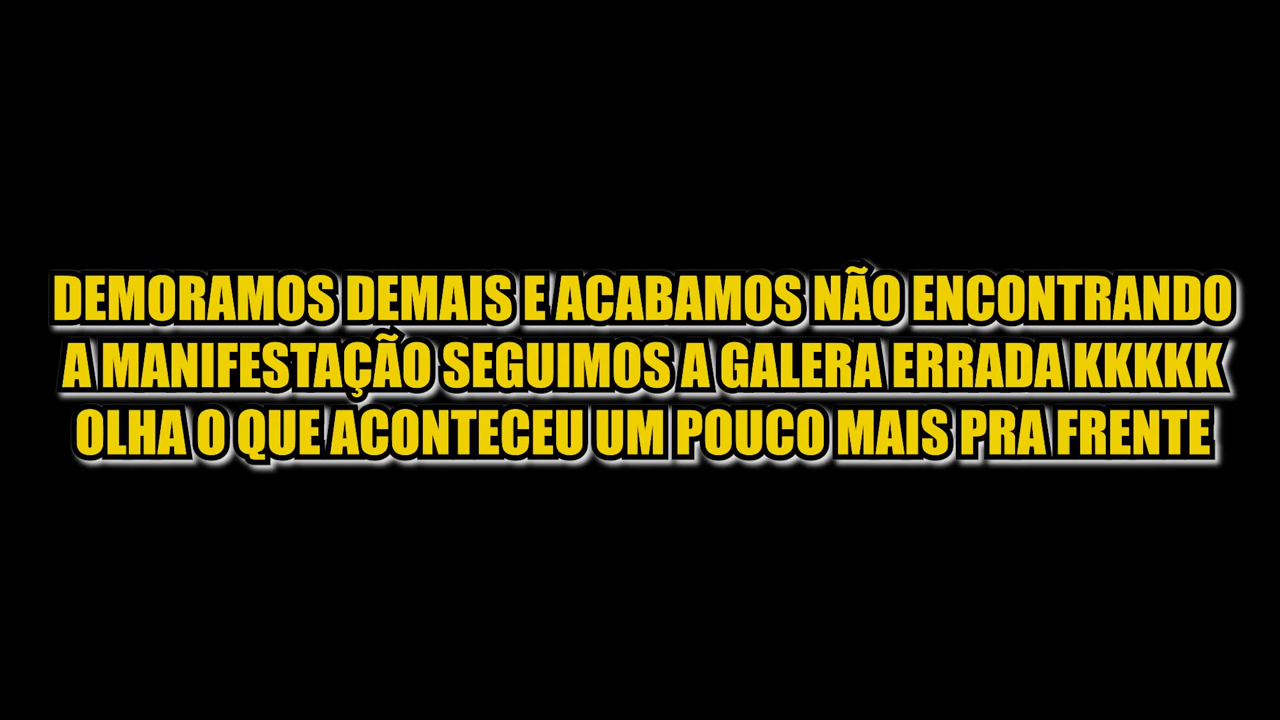 DEMORAMOS DEMAIS E ACABAMOS NÃO ENCONTRANDO
A MANIFESTAÇÃO SEGUIMOS A GALERA ERRADA KKKKK
OLHA O QUE ACONTECEU UM POUCO MAIS PRA FRENTE